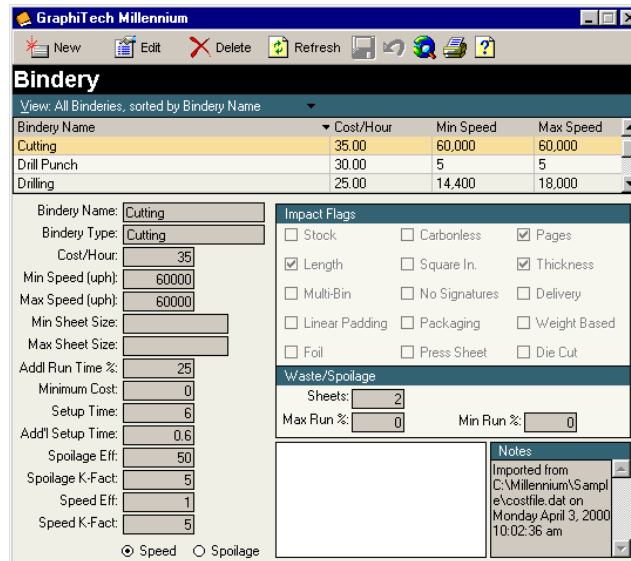 GraphiTech Millennium
New Edit Delete Refresh
Bindery
View: All Binderies, sorted by Bindery Name
Bindery Name Cost/Hour Min Speed Max Speed
Cutting 35.00 60,000 60,000
Drill Punch 30.00 5 5
Drilling 25.00 14,400 18,000
Bindery Name: Cutting
Bindery Type: Cutting
Cost/Hour: 35
Min Speed (uph): 60000
Max Speed (uph): 60000
Min Sheet Size:
Max Sheet Size:
Addl Run Time %: 25
Minimum Cost: 0
Setup Time: 6
Add'l Setup Time: 0.6
Spoilage Eff: 50
Spoilage K-Fact: 5
Speed Eff: 1
Speed K-Fact: 5
Speed Spoilage
Impact Flags
Stock Carbonless Pages
Length Square In. Thickness
Multi-Bin No Signatures Delivery
Linear Padding Packaging Weight Based
Foil Press Sheet Die Cut
Waste/Spoilage
Sheets: 2
Max Run %: 0 Min Run %: 0
Notes
Imported from
C:\Millennium\Sampl
e\costfile.dat on
Monday April 3, 2000
10:02:36 am